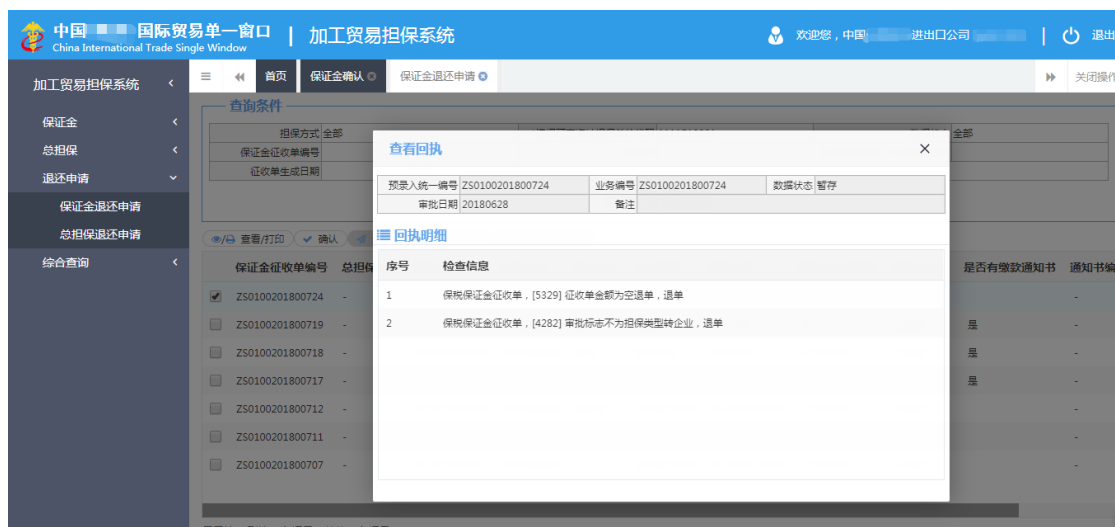 中国 国际贸易单一窗口 | 加工贸易担保系统
China International Trade Single Window
欢迎您，中国 进出口公司 | 退出
加工贸易担保系统
保证金
总担保
退还申请
保证金退还申请
总担保退还申请
综合查询
首页 保证金确认 保证金退还申请 关闭操作
查询条件
担保方式 全部 全部
保证金征收单编号
征收单生成日期
查看/打印 确认
保证金征收单编号 总担保 是否有缴款通知书 通知书编
ZS0100201800724 - -
ZS0100201800719 - 是 -
ZS0100201800718 - 是 -
ZS0100201800717 - 是 -
ZS0100201800712 - -
ZS0100201800711 - -
ZS0100201800707 - -
查看回执 ×
预录入统一编号 ZS0100201800724 业务编号 ZS0100201800724 数据状态 暂存
审批日期 20180628 备注
回执明细
序号 检查信息
1 保税保证金征收单，[5329] 征收单金额为空退单，退单
2 保税保证金征收单，[4282] 审批标志不为担保类型转企业，退单